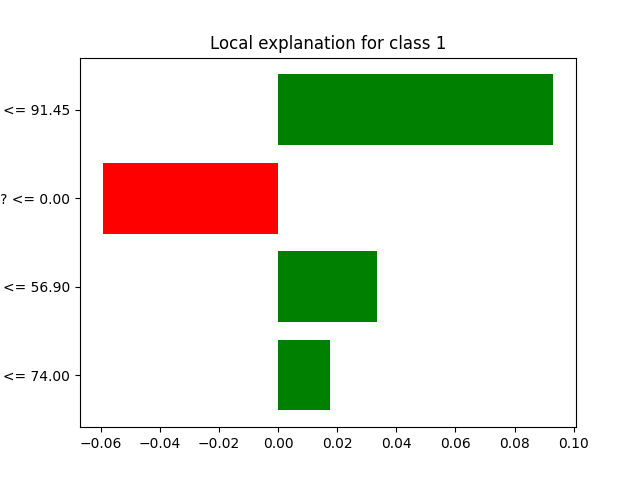 Local explanation for class 1
<= 91.45
? <= 0.00
<= 56.90
<= 74.00
−0.06 −0.04 −0.02 0.00 0.02 0.04 0.06 0.08 0.10